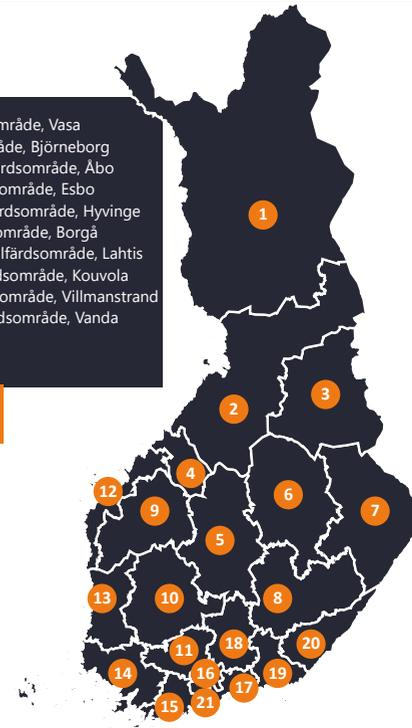 område, Vasa
åde, Björneborg
rdsområde, Åbo
område, Esbo
rdsområde, Hyvinge
område, Borgå
lfärdsområde, Lahtis
dsområde, Kouvola
område, Villmanstrand
dsområde, Vanda
1
2
3
4
12
6
9
7
5
13
10
8
11
18
20
14
16
19
17
21
15